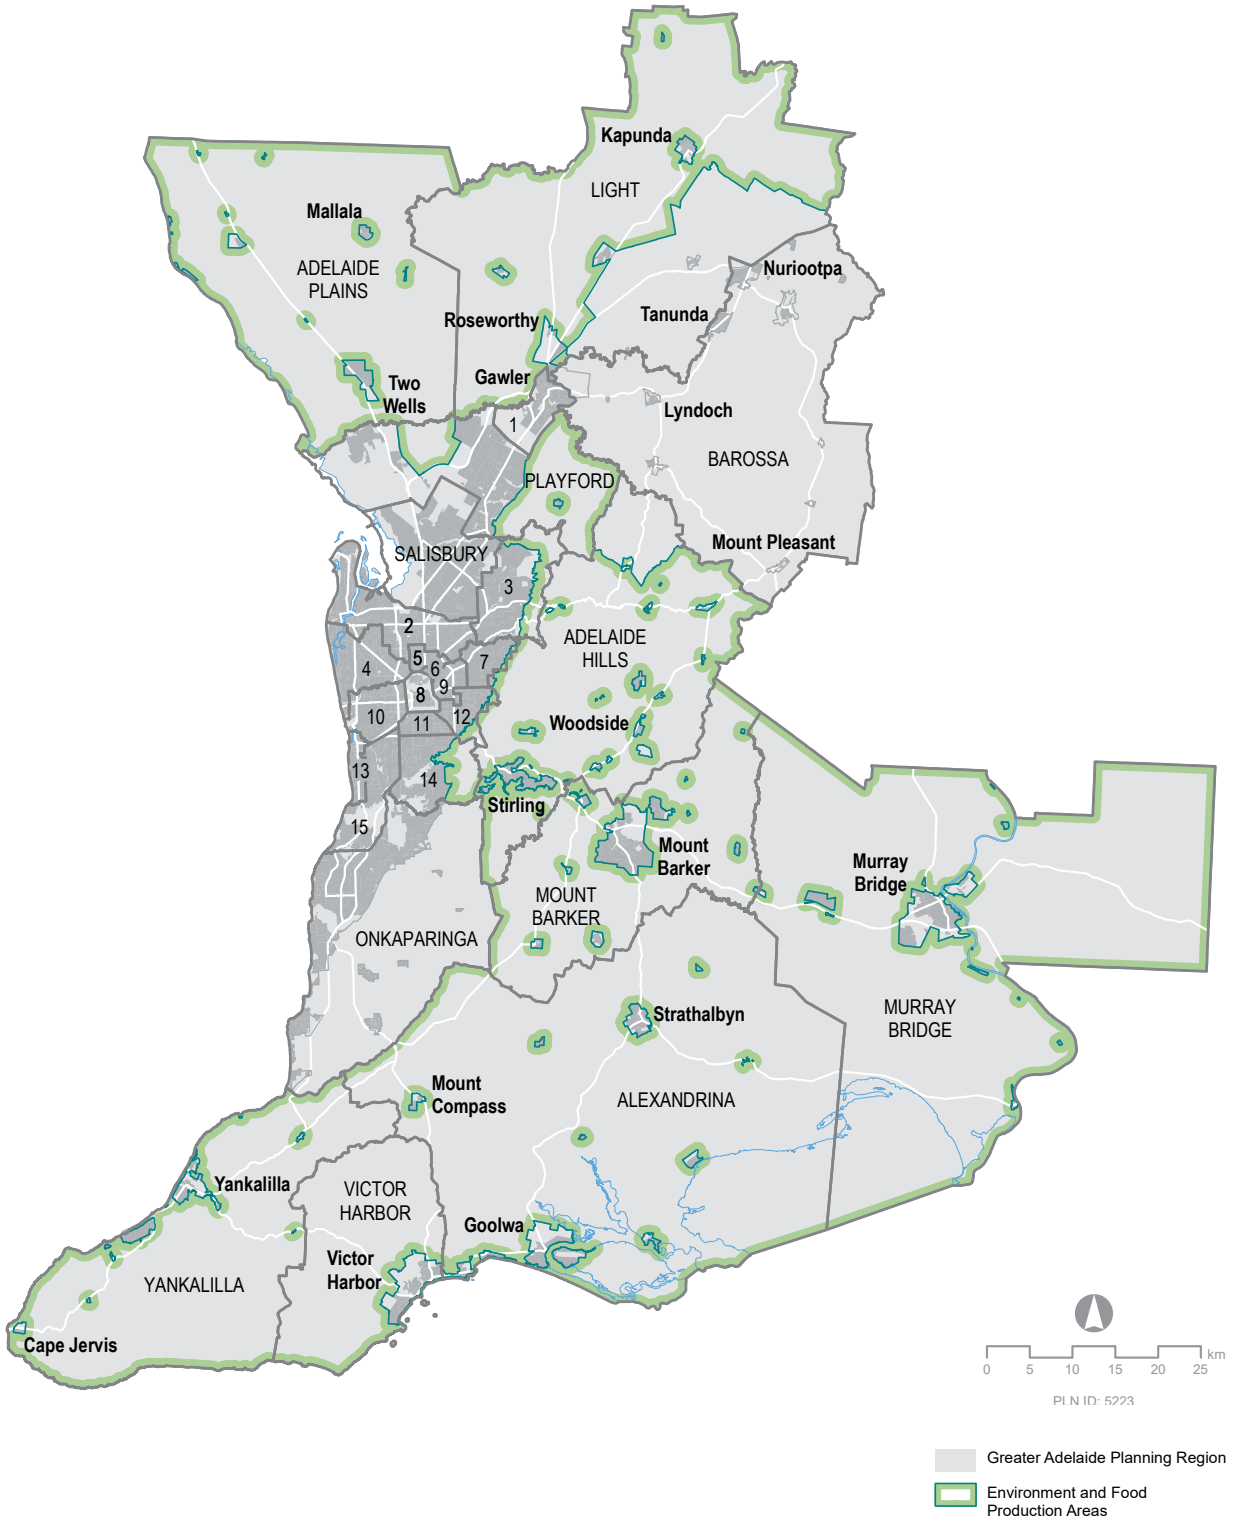 Kapunda
LIGHT
Mallala
ADELAIDE
PLAINS
Nuriootpa
Tanunda
Roseworthy
Gawler
Two
Wells
Lyndoch
1
BAROSSA
PLAYFORD
Mount Pleasant
SALISBURY
3
2
ADELAIDE
HILLS
5
6
7
4
9
8
10
11
12
Woodside
13
14
Stirling
15
Mount
Barker
Murray
Bridge
MOUNT
BARKER
ONKAPARINGA
MURRAY
BRIDGE
Strathalbyn
Mount
Compass
ALEXANDRINA
Yankalilla
VICTOR
HARBOR
Goolwa
Victor
Harbor
YANKALILLA
Cape Jervis
km
0 5 10 15 20 25
PLN ID: 5223
Greater Adelaide Planning Region
Environment and Food
Production Areas